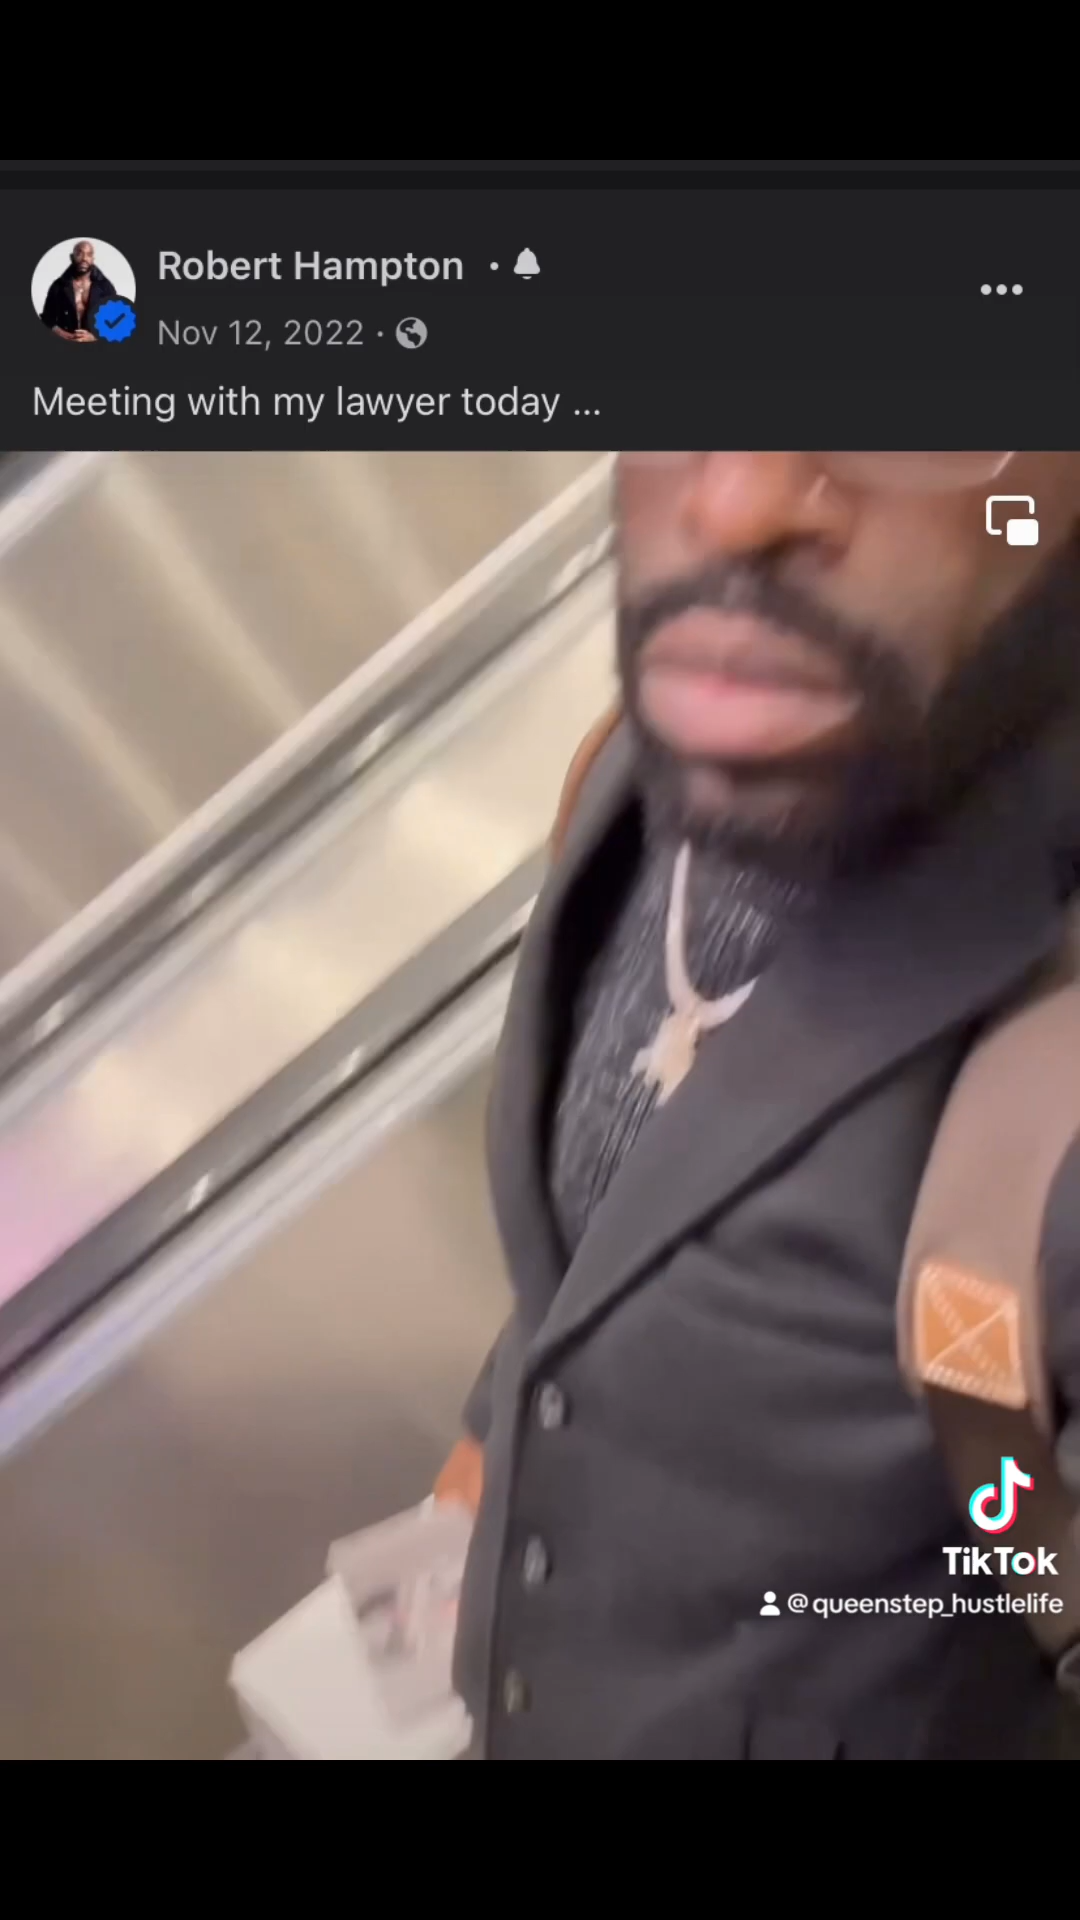 Robert Hampton
Nov 12, 2022
Meeting with my lawyer today ...
TikTok
@queenstep_hustlelife